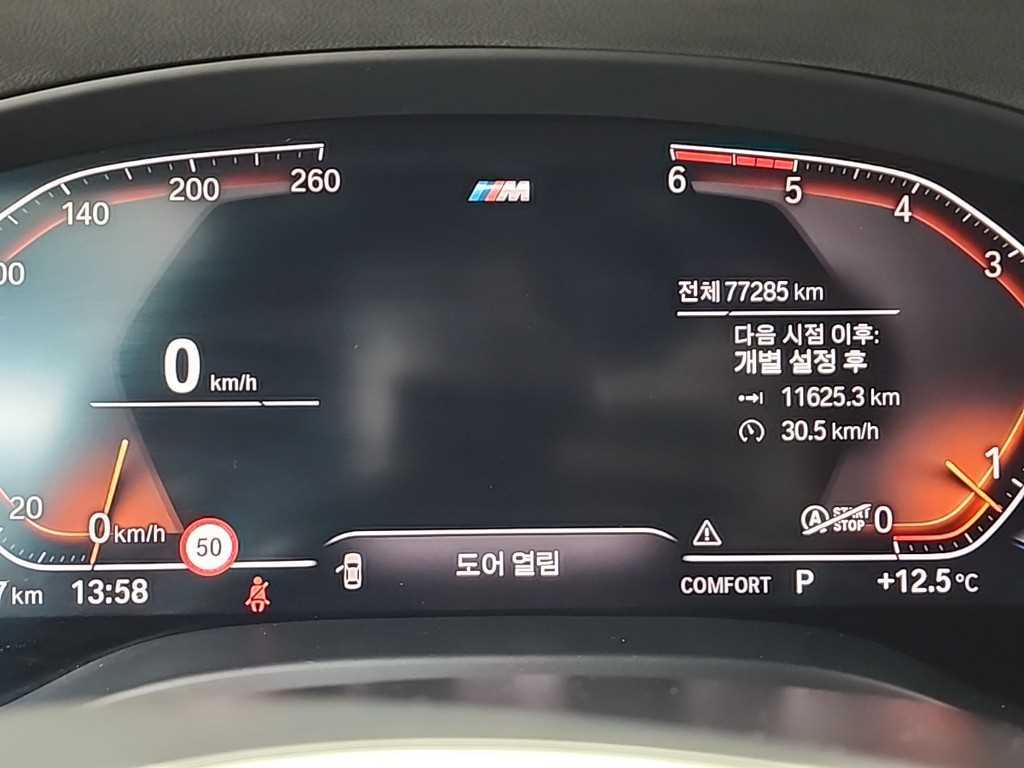 260
200
140
00
20
0 km/h
0 km/h
50
7 km
13:58
M
6
5
4
3
1
0
전체 77285 km
다음 시점 이후:
개별 설정 후
11625.3 km
30.5 km/h
A START
STOP
도어 열림
COMFORT P +12.5 °C